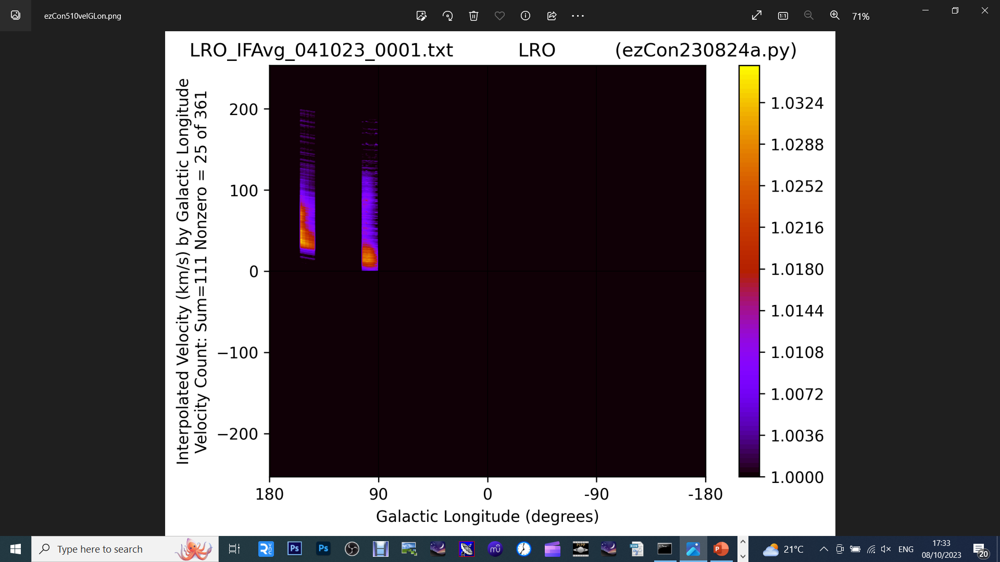 ezCon510velGLon.png
71%
LRO_IFAvg_041023_0001.txt LRO (ezCon230824a.py)
Interpolated Velocity (km/s) by Galactic Longitude
Velocity Count: Sum=111 Nonzero = 25 of 361
200
100
0
−100
−200
180 90 0 -90 -180
Galactic Longitude (degrees)
1.0324
1.0288
1.0252
1.0216
1.0180
1.0144
1.0108
1.0072
1.0036
1.0000
Type here to search
Ps
Ps
21°C
ENG
17:33
08/10/2023
20